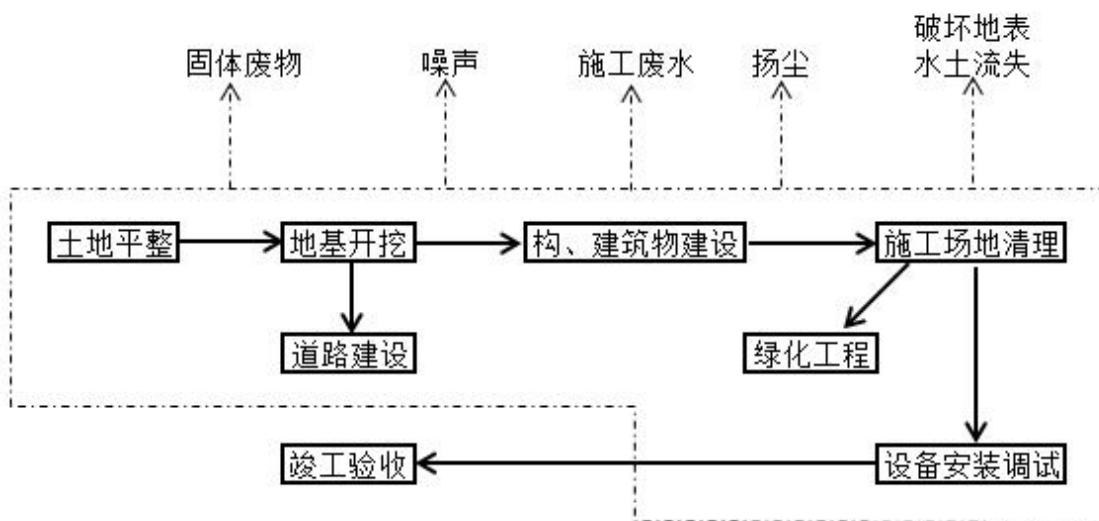 固体废物
噪声
施工废水
扬尘
破坏地表
水土流失
土地平整
地基开挖
构、建筑物建设
施工场地清理
道路建设
绿化工程
竣工验收
设备安装调试